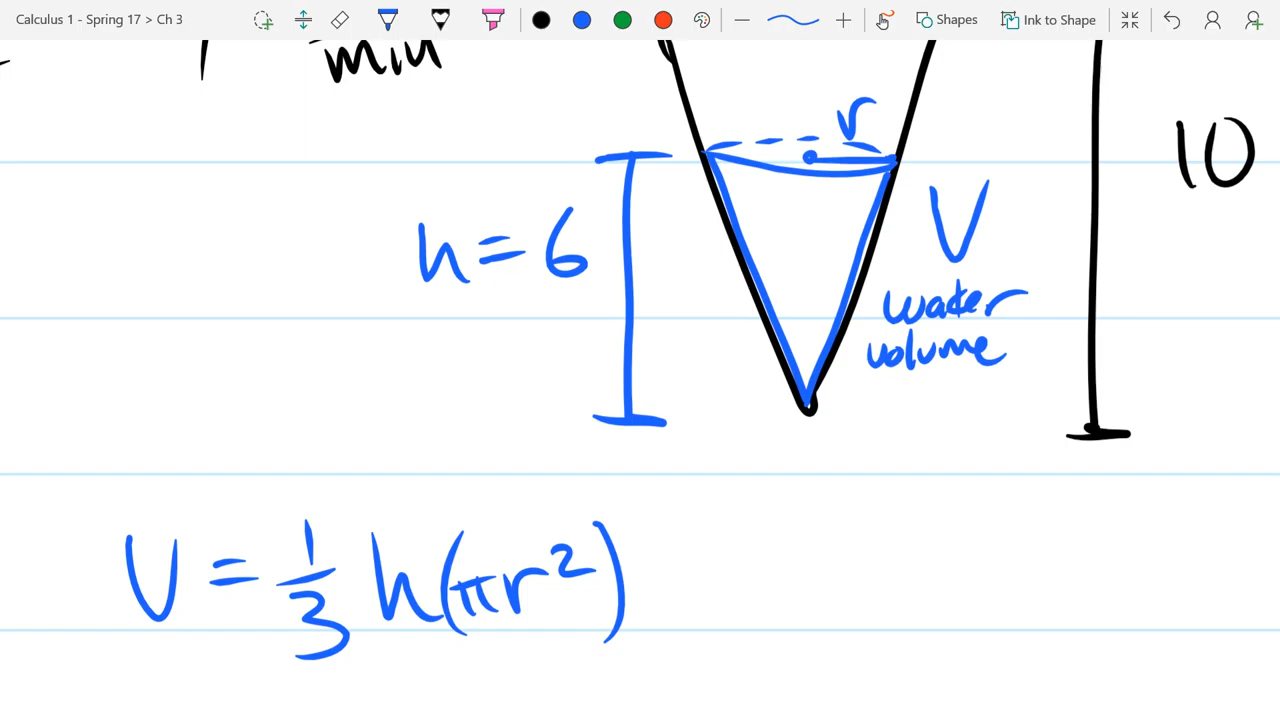 Calculus 1 - Spring 17 > Ch 3
Shapes
Ink to Shape
min
r
10
h = 6
V
water
volume
V = 1/3 h(πr²)